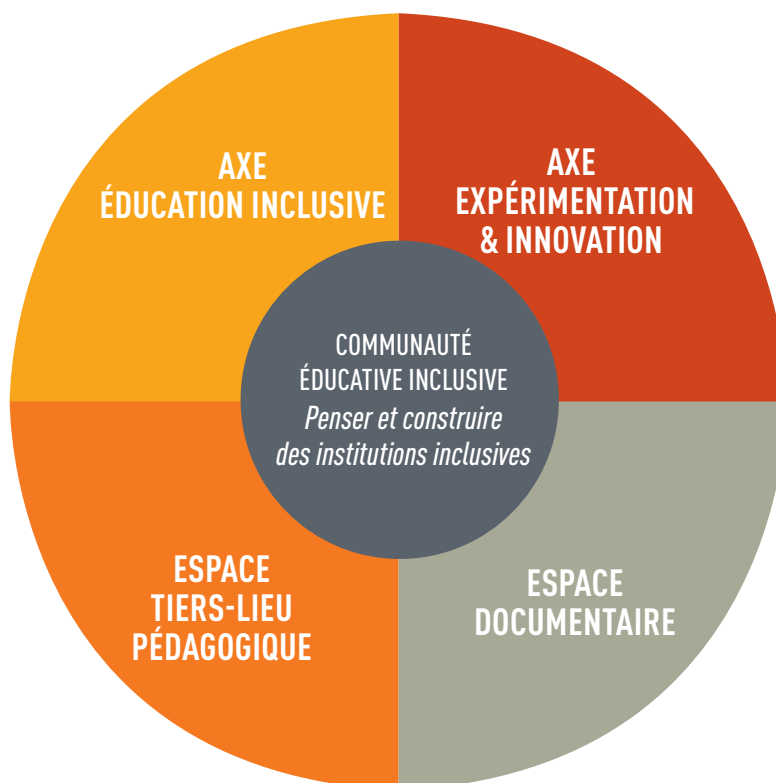 AXE
ÉDUCATION INCLUSIVE
AXE
EXPÉRIMENTATION
& INNOVATION
COMMUNAUTÉ
ÉDUCATIVE INCLUSIVE
Penser et construire
des institutions inclusives
ESPACE
TIERS-LIEU
PÉDAGOGIQUE
ESPACE
DOCUMENTAIRE